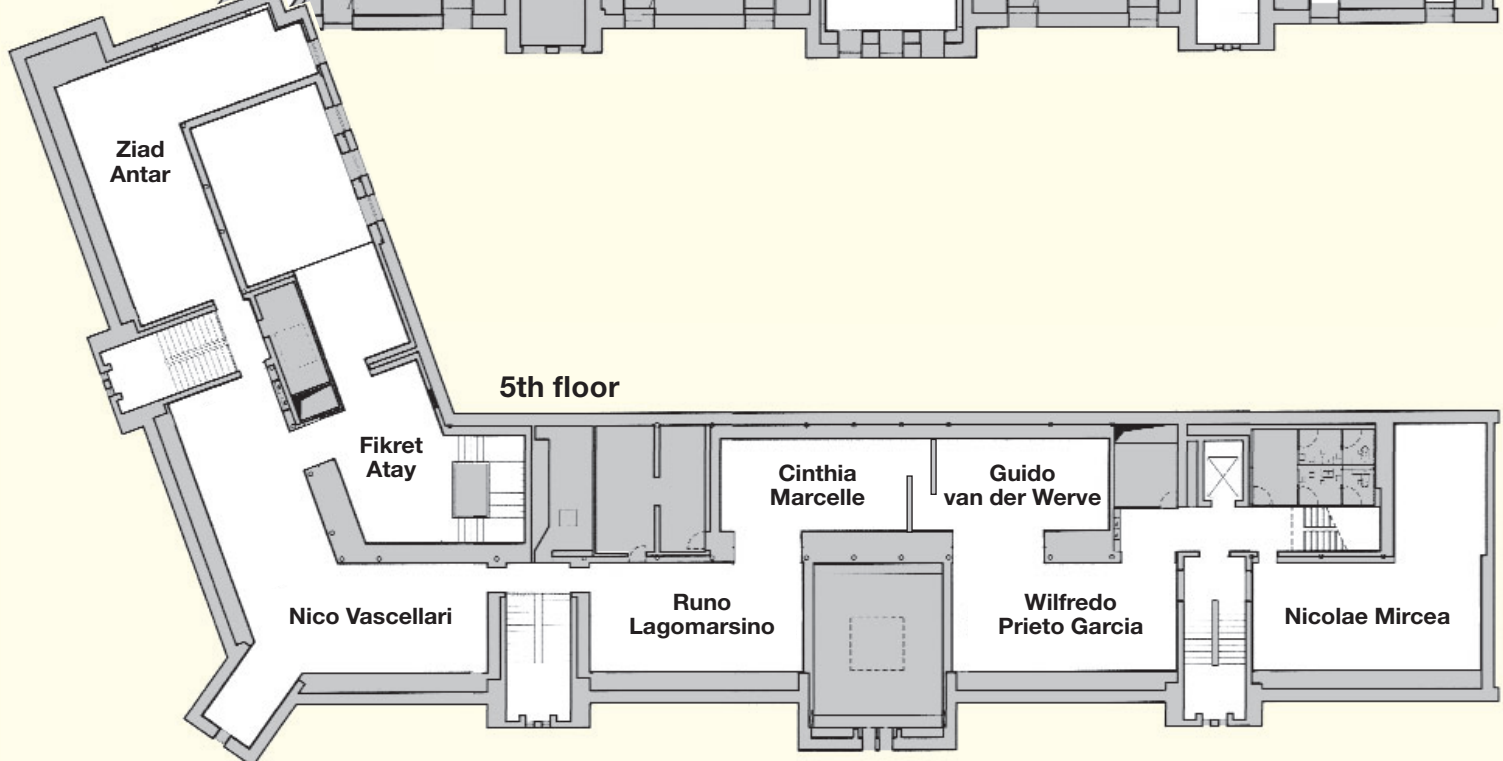 Ziad
Antar
5th floor
Fikret
Atay
Cinthia
Marcelle
Guido
van der Werve
Nico Vascellari
Runo
Lagomarsino
Wilfredo
Prieto Garcia
Nicolae Mircea